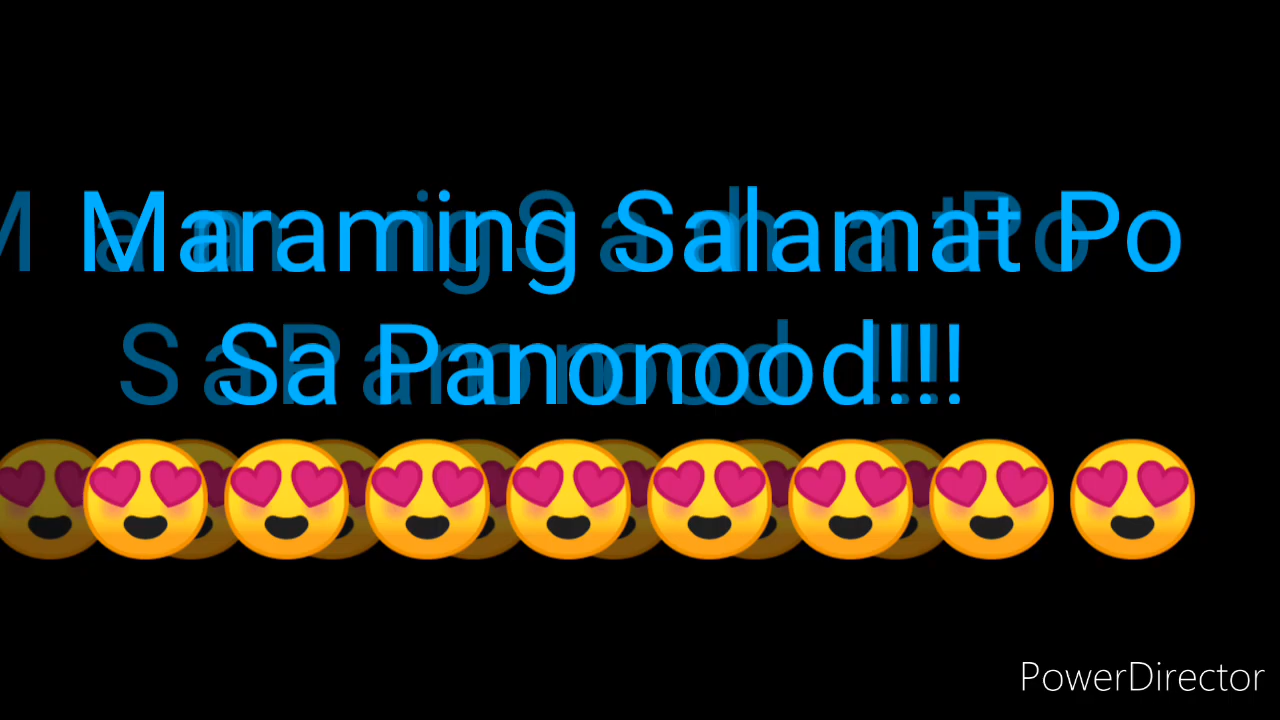 Maraming Salamat Po
Sa Panonood!!!
😍😍😍😍😍😍😍😍
PowerDirector